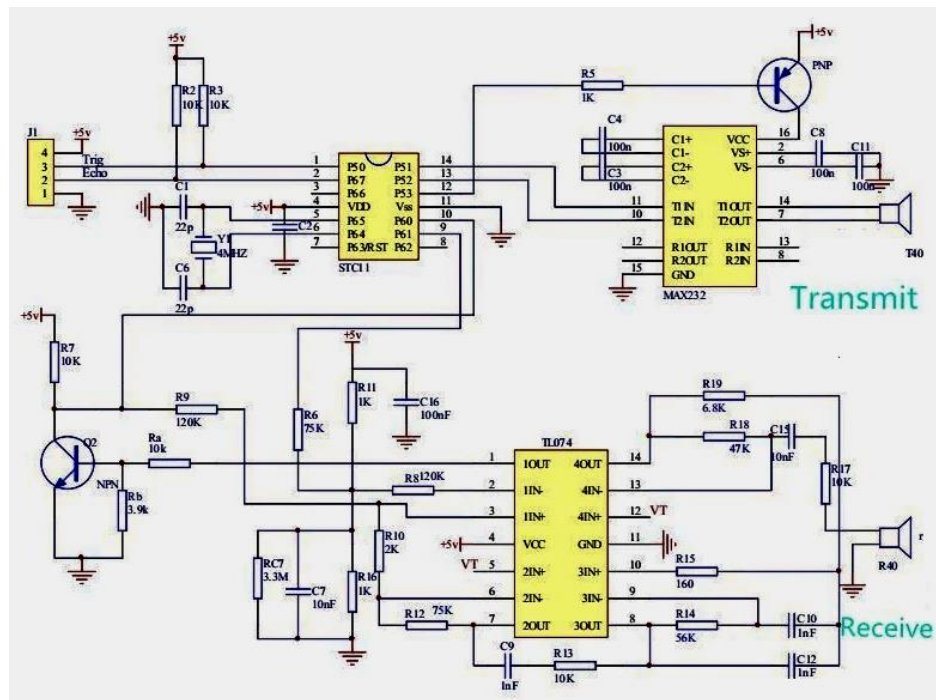 +5v
+5v
PNP
R2
10K
R3
10K
R5
1K
J1
+5v
4
3
2
1
Trig
Echo
C4
100n
C3
100n
C1+
C1-
C2+
C2-
VCC
VS+
VS-
16
2
6
C8
100n
C11
100n
1
2
3
4
5
6
7
P50
P67
P66
VDD
P65
P64
P63/RST
P51
P52
P53
Vss
P60
P61
P62
14
13
12
11
10
9
8
STC11
+5v
C1
22p
C2
Y1
4MHZ
C6
22p
11
10
T1IN
T2IN
T1OUT
T2OUT
14
7
T40
12
9
15
R1OUT
R2OUT
GND
R1IN
R2IN
13
8
MAX232
Transmit
+5v
R7
10K
+5v
R11
1K
C16
100nF
R9
120K
R6
75K
Q2
NPN
Ra
10k
Rb
3.9k
R8
120K
R10
2K
RC7
3.3M
C7
10nF
R16
1K
R12
75K
+5v
VT
TL074
1
2
3
4
5
6
7
1OUT
1IN-
1IN+
VCC
2IN+
2IN-
2OUT
4OUT
4IN-
4IN+
GND
3IN+
3IN-
3OUT
14
13
12
11
10
9
8
VT
R19
6.8K
R18
47K
C15
10nF
R17
10K
r
R40
R15
160
R14
56K
C10
1nF
Receive
C9
1nF
R13
10K
C12
1nF